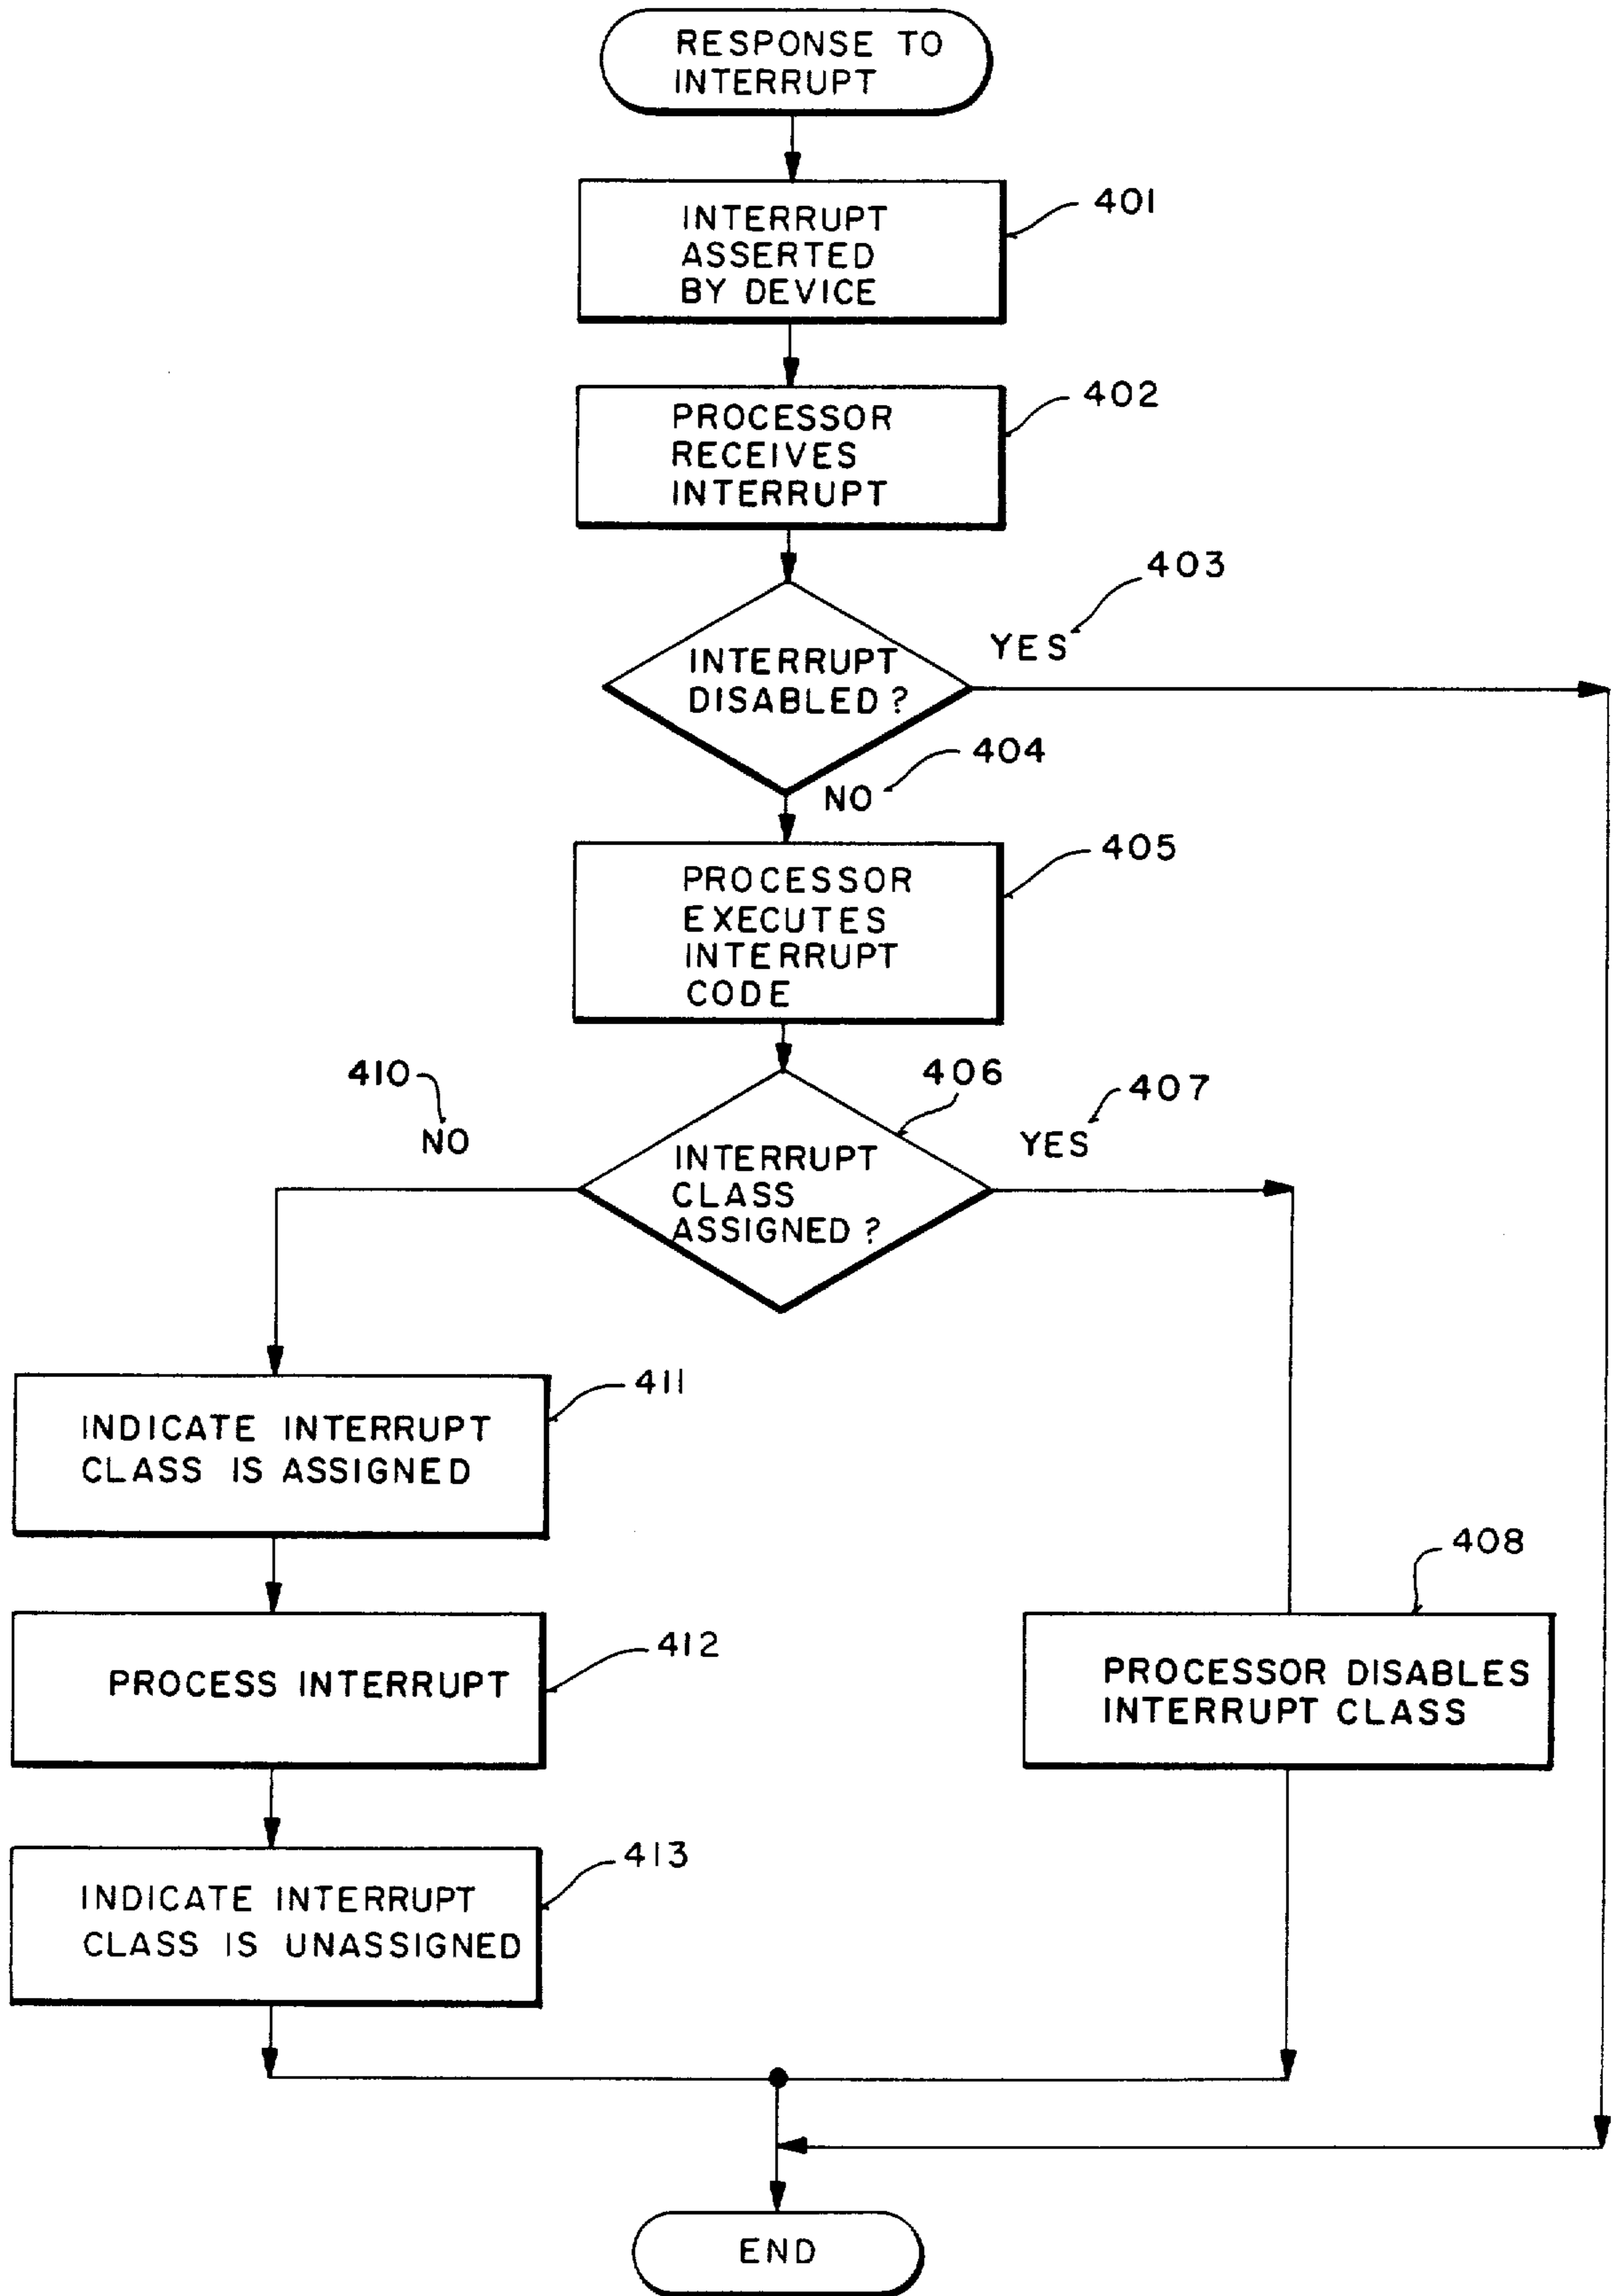 RESPONSE TO
INTERRUPT
INTERRUPT
ASSERTED
BY DEVICE
401
PROCESSOR
RECEIVES
INTERRUPT
402
403
YES
INTERRUPT
DISABLED?
404
NO
405
PROCESSOR
EXECUTES
INTERRUPT
CODE
410
NO
406
407
YES
INTERRUPT
CLASS
ASSIGNED?
411
INDICATE INTERRUPT
CLASS IS ASSIGNED
408
412
PROCESS INTERRUPT
PROCESSOR DISABLES
INTERRUPT CLASS
413
INDICATE INTERRUPT
CLASS IS UNASSIGNED
END